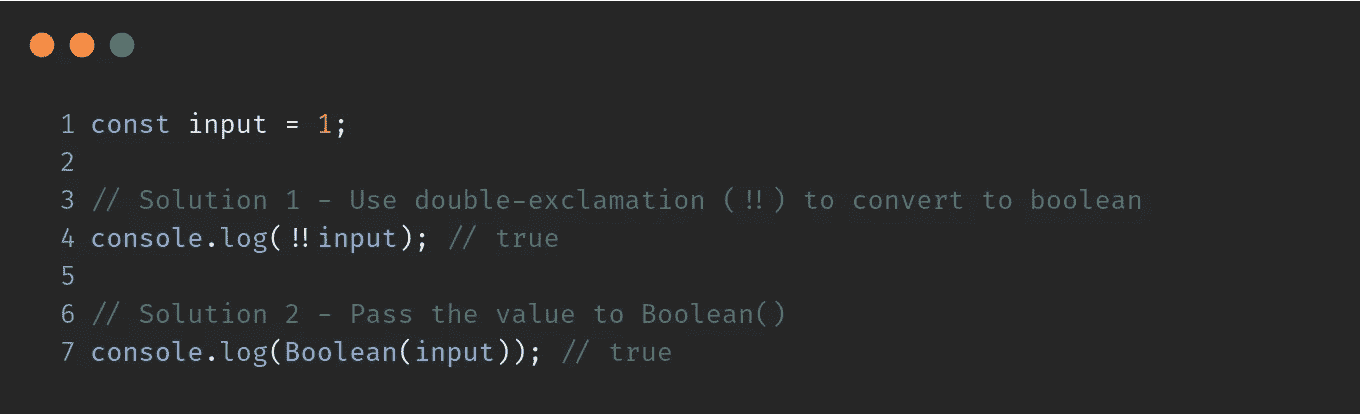 1 const input = 1;
2
3 // Solution 1 - Use double-exclamation (!!) to convert to boolean
4 console.log(!!input); // true
5
6 // Solution 2 - Pass the value to Boolean()
7 console.log(Boolean(input)); // true